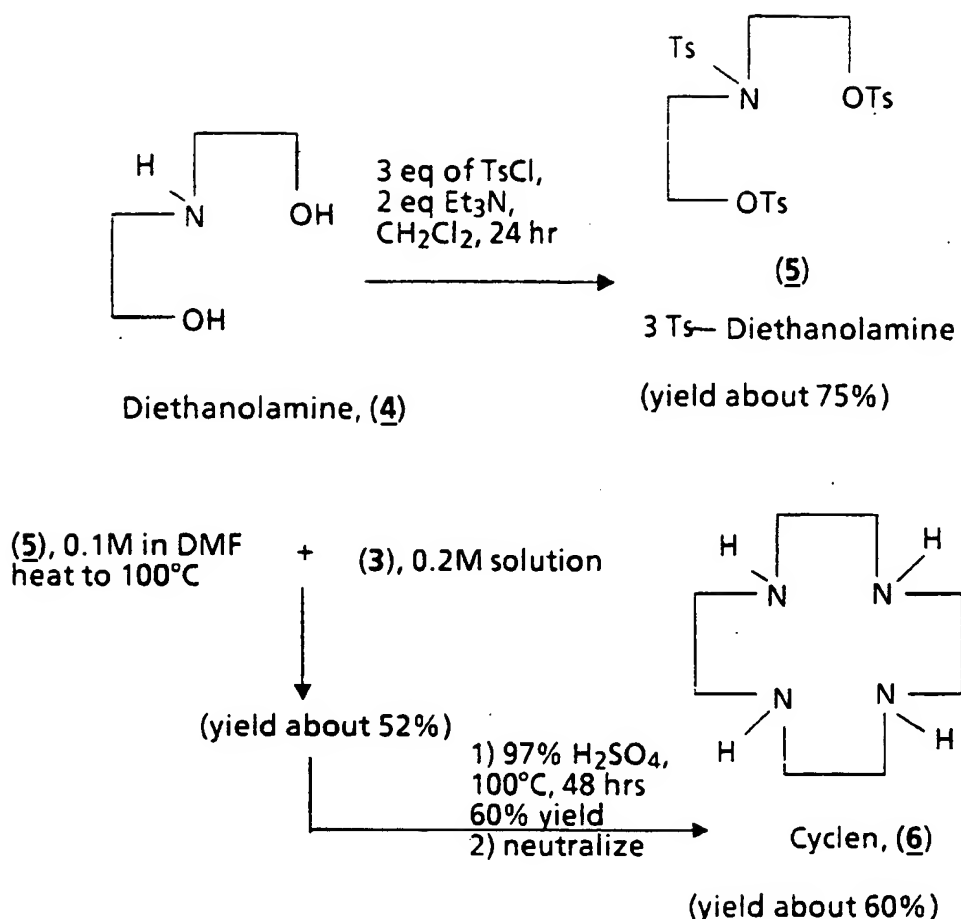 Ts
N
OTs
OTs
(5)
3 Ts— Diethanolamine
(yield about 75%)
H
N
OH
OH
Diethanolamine, (4)
3 eq of TsCl,
2 eq Et₃N,
CH₂Cl₂, 24 hr
(5), 0.1M in DMF
heat to 100°C
+
(3), 0.2M solution
(yield about 52%)
1) 97% H₂SO₄,
100°C, 48 hrs
60% yield
2) neutralize
H
H
N
N
N
N
H
H
Cyclen, (6)
(yield about 60%)